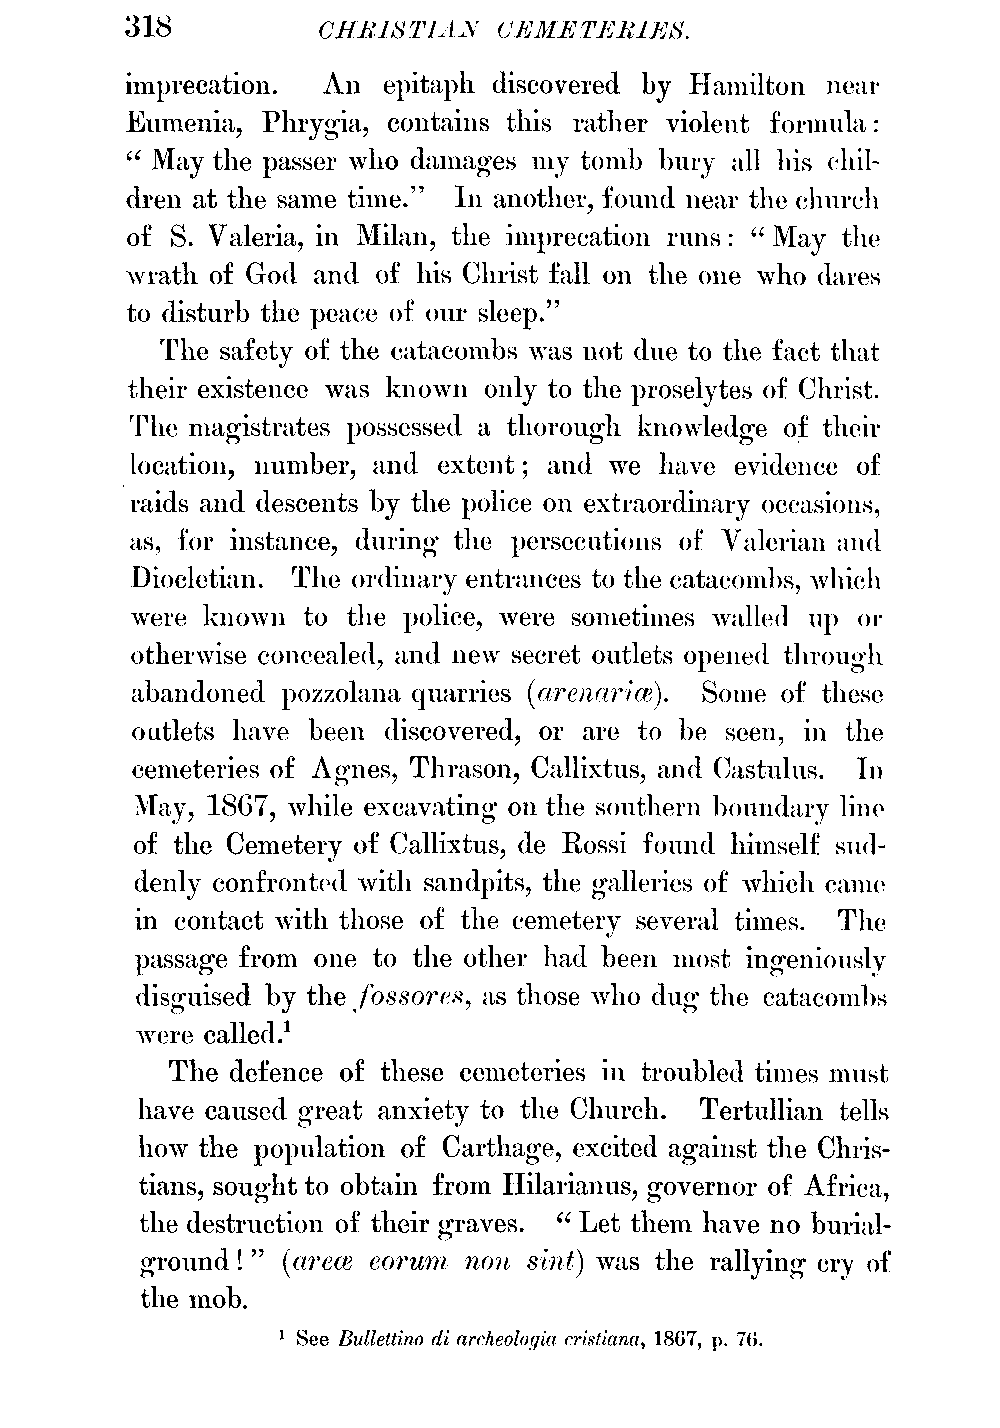 318 CHRISTIAN CEMETERIES.
imprecation. An epitaph discovered by Hamilton near
Eumenia, Phrygia, contains this rather violent formula:
“ May the passer who damages my tomb bury all his chil-
dren at the same time.” In another, found near the church
of S. Valeria, in Milan, the imprecation runs: “ May the
wrath of God and of his Christ fall on the one who dares
to disturb the peace of our sleep.”
The safety of the catacombs was not due to the fact that
their existence was known only to the proselytes of Christ.
The magistrates possessed a thorough knowledge of their
location, number, and extent; and we have evidence of
raids and descents by the police on extraordinary occasions,
as, for instance, during the persecutions of Valerian and
Diocletian. The ordinary entrances to the catacombs, which
were known to the police, were sometimes walled up or
otherwise concealed, and new secret outlets opened through
abandoned pozzolana quarries (arenariæ). Some of these
outlets have been discovered, or are to be seen, in the
cemeteries of Agnes, Thrason, Callixtus, and Castulus. In
May, 1867, while excavating on the southern boundary line
of the Cemetery of Callixtus, de Rossi found himself sud-
denly confronted with sandpits, the galleries of which came
in contact with those of the cemetery several times. The
passage from one to the other had been most ingeniously
disguised by the fossores, as those who dug the catacombs
were called.¹
The defence of these cemeteries in troubled times must
have caused great anxiety to the Church. Tertullian tells
how the population of Carthage, excited against the Chris-
tians, sought to obtain from Hilarianus, governor of Africa,
the destruction of their graves. “ Let them have no burial-
ground! ” (areæ eorum non sint) was the rallying cry of
the mob.
¹ See Bullettino di archeologia cristiana, 1867, p. 76.